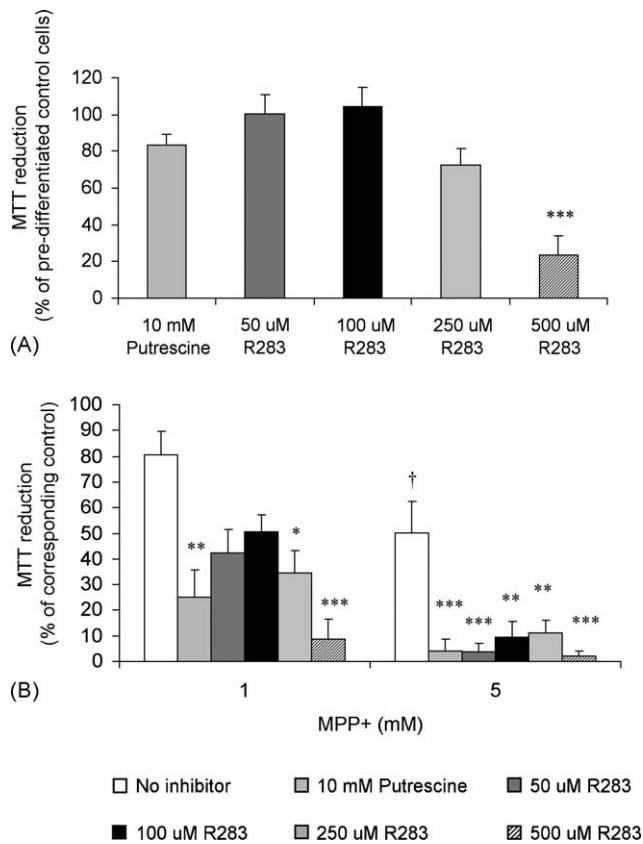 MTT reduction
(% of pre-differentiated control cells)
120
100
80
60
40
20
0
***
10 mM
Putrescine
50 uM
R283
100 uM
R283
250 uM
R283
500 uM
R283
(A)
MTT reduction
(% of corresponding control)
100
90
80
70
60
50
40
30
20
10
0
**
*
***
†
***
***
**
**
***
1
5
(B)
MPP+ (mM)
No inhibitor
10 mM Putrescine
50 uM R283
100 uM R283
250 uM R283
500 uM R283